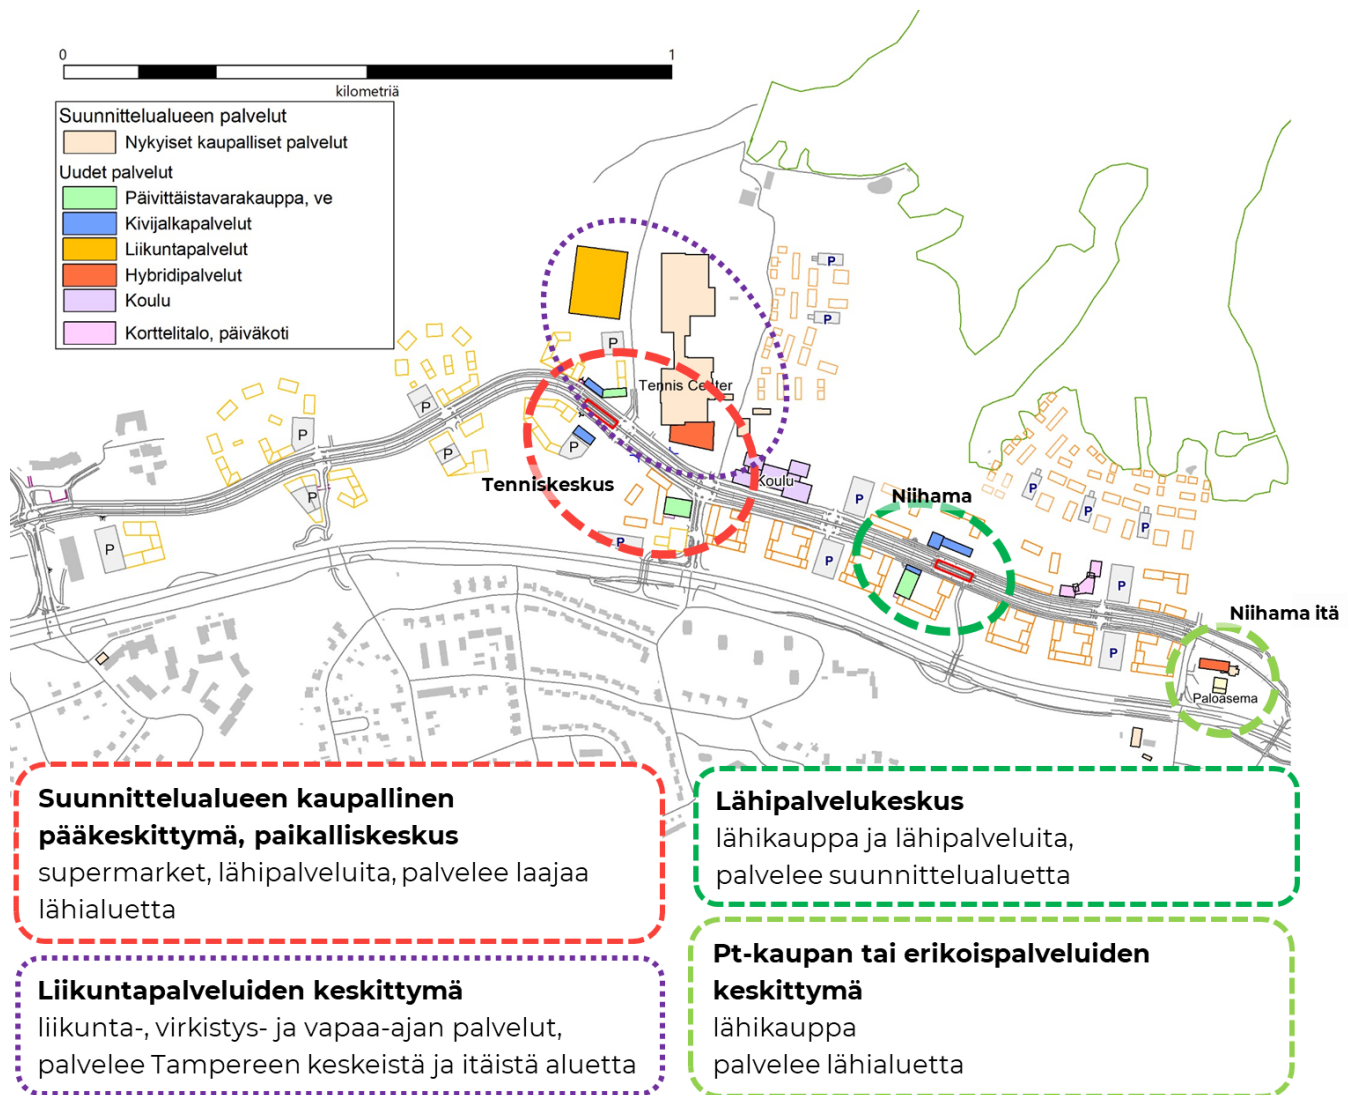 0 1
kilometriä
Suunnittelualueen palvelut
Nykyiset kaupalliset palvelut
Uudet palvelut
Päivittäistavarakauppa, ve
Kivijalkapalvelut
Liikuntapalvelut
Hybridipalvelut
Koulu
Korttelitalo, päiväkoti
P
P
P
Tennis Center
P
P
P
P
P
Tenniskeskus
Koulu
P
Niihama
P
P
P
P
P
P
P
P
P
Niihama itä
Paloasema
Suunnittelualueen kaupallinen
pääkeskittymä, paikalliskeskus
supermarket, lähipalveluita, palvelee laajaa
lähialuetta
Liikuntapalveluiden keskittymä
liikunta-, virkistys- ja vapaa-ajan palvelut,
palvelee Tampereen keskeistä ja itäistä aluetta
Lähipalvelukeskus
lähikauppa ja lähipalveluita,
palvelee suunnittelualuetta
Pt-kaupan tai erikoispalveluiden
keskittymä
lähikauppa
palvelee lähialuetta